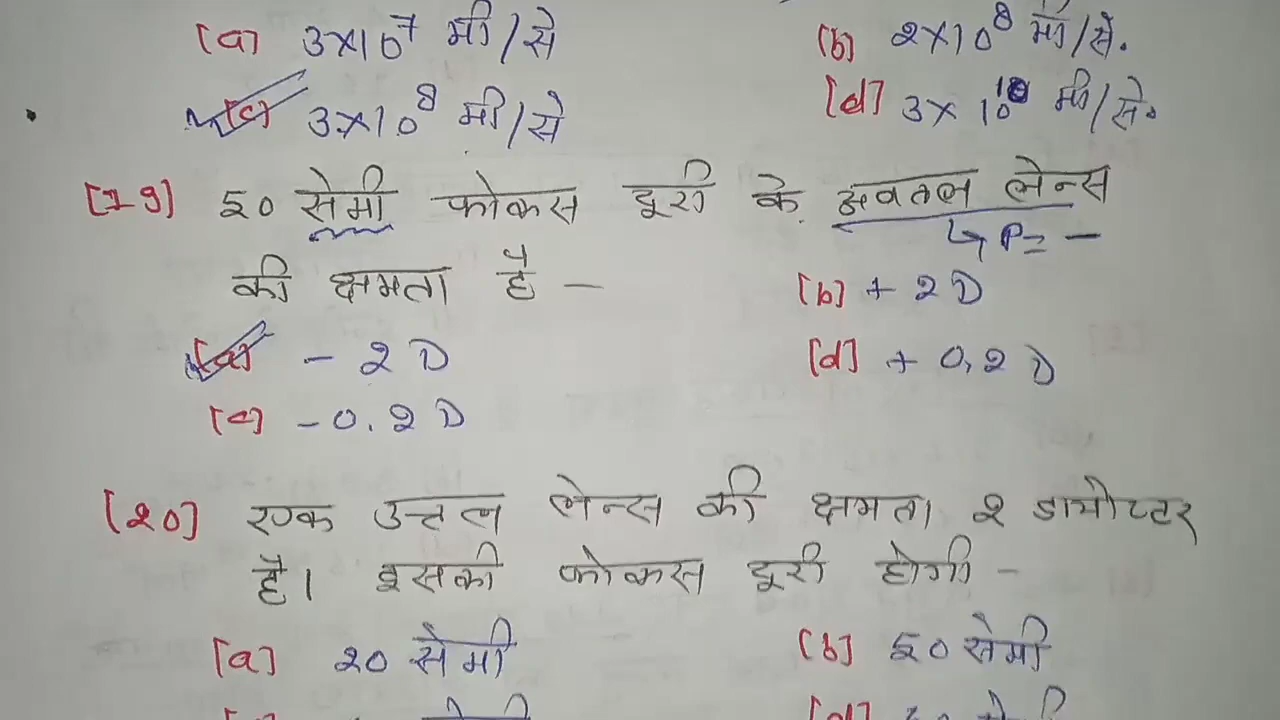 [a] 3×10⁷ मी/से [b] 2×10⁸ मी/से.
[c] 3×10⁸ मी/से [d] 3×10¹⁰ मी/से.
[19] 50 सेमी फोकस दूरी के अवतल लेन्स
↳ P = -
की क्षमता है - [b] + 2 D
[a] - 2 D [d] + 0.2 D
[c] - 0.2 D
[20] एक उत्तल लेन्स की क्षमता 2 डायोप्टर
है। इसकी फोकस दूरी होगी -
[a] 20 सेमी [b] 50 सेमी